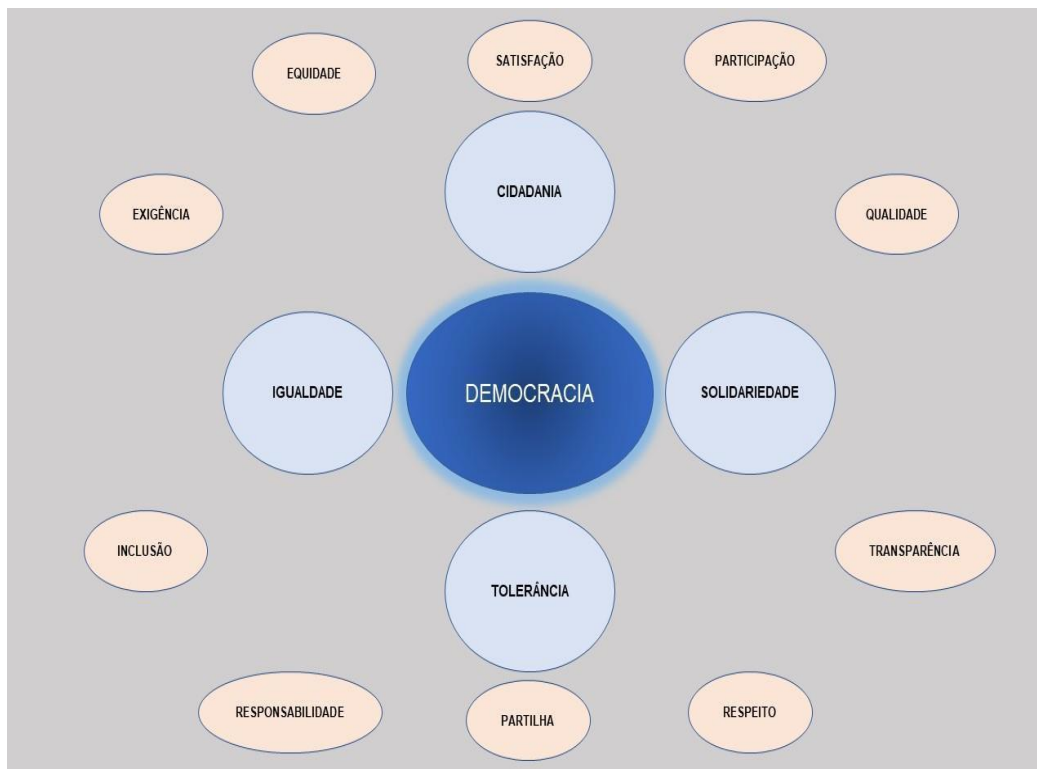 SATISFAÇÃO
PARTICIPAÇÃO
EQUIDADE
CIDADANIA
EXIGÊNCIA
QUALIDADE
IGUALDADE
DEMOCRACIA
SOLIDARIEDADE
INCLUSÃO
TRANSPARÊNCIA
TOLERÂNCIA
RESPONSABILIDADE
PARTILHA
RESPEITO